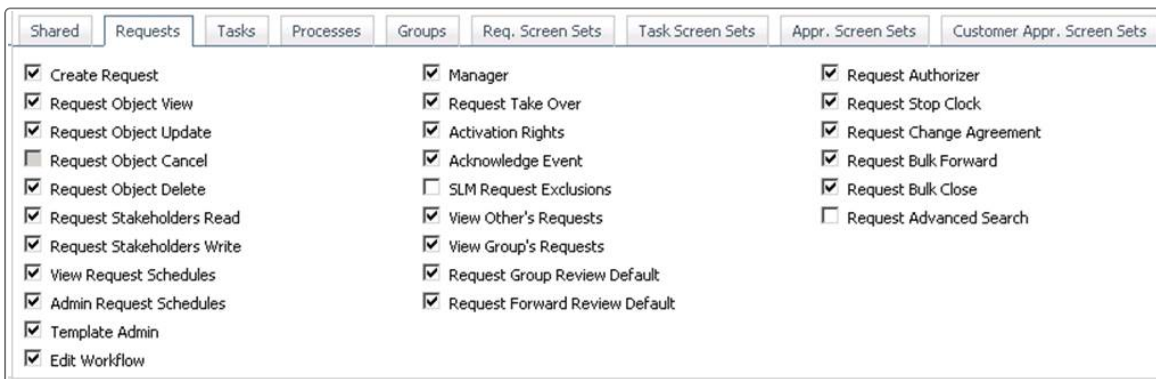 Shared Requests Tasks Processes Groups Req. Screen Sets Task Screen Sets Appr. Screen Sets Customer Appr. Screen Sets
Create Request
Request Object View
Request Object Update
Request Object Cancel
Request Object Delete
Request Stakeholders Read
Request Stakeholders Write
View Request Schedules
Admin Request Schedules
Template Admin
Edit Workflow
Manager
Request Take Over
Activation Rights
Acknowledge Event
SLM Request Exclusions
View Other's Requests
View Group's Requests
Request Group Review Default
Request Forward Review Default
Request Authorizer
Request Stop Clock
Request Change Agreement
Request Bulk Forward
Request Bulk Close
Request Advanced Search